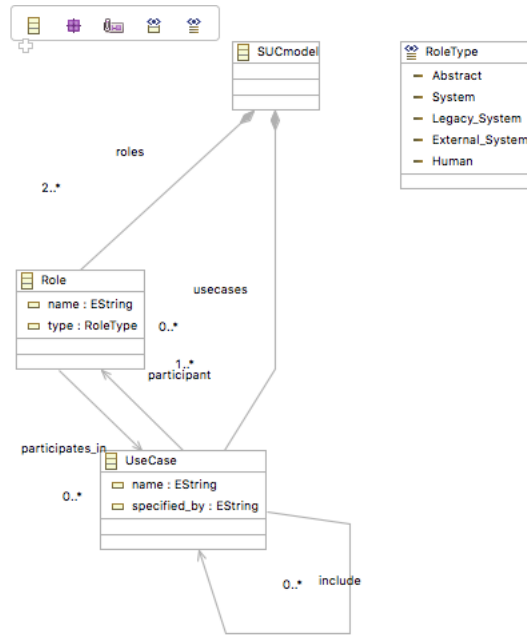 SUCmodel
RoleType
Abstract
System
Legacy_System
External_System
Human
roles
2..*
Role
name : EString
type : RoleType
usecases
0..*
1..*
participant
participates_in
0..*
UseCase
name : EString
specified_by : EString
0..*
include